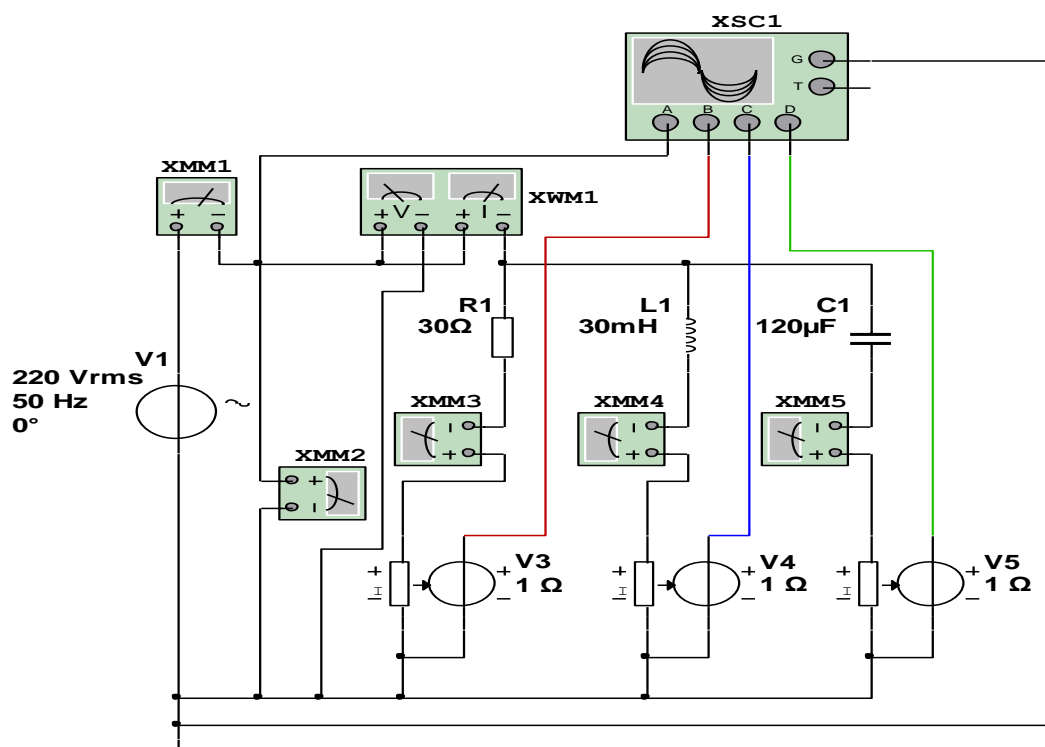 XSC1
G
T
A B C D
XMM1
XWM1
+ − + V − + I −
R1
30Ω
L1
30mH
C1
120µF
V1
220 Vrms
50 Hz
0°
XMM3
XMM4
XMM5
XMM2
V3
1 Ω
V4
1 Ω
V5
1 Ω
I
I
I